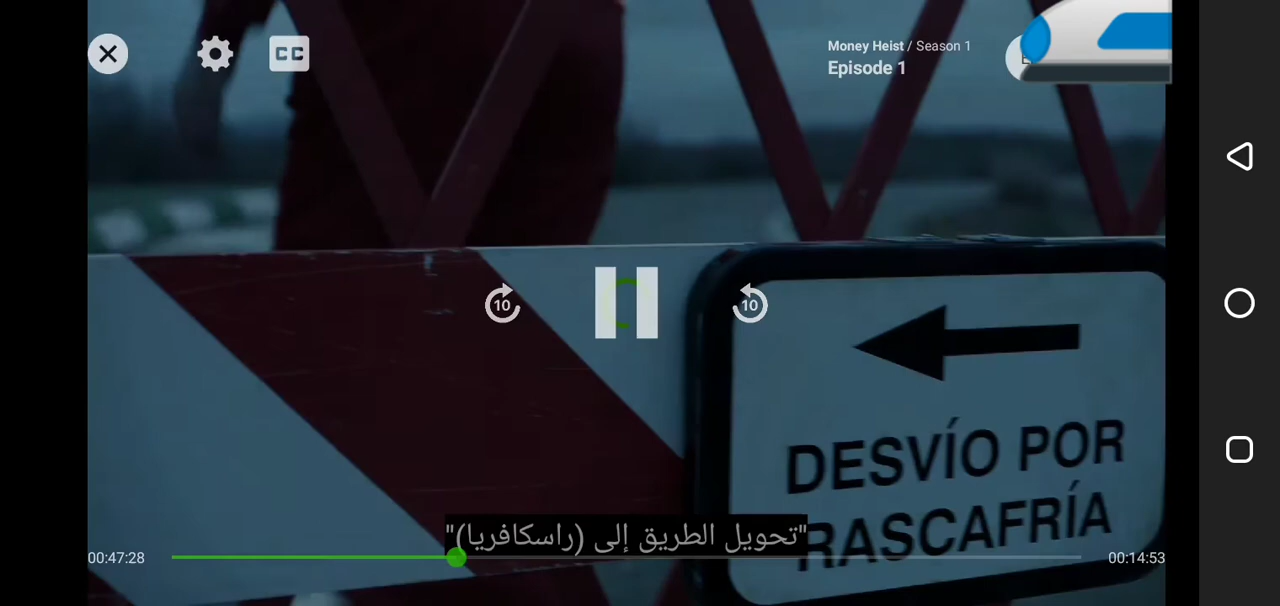 CC
Money Heist / Season 1
Episode 1
10
10
DESVÍO POR
RASCAFRÍA
"تحويل الطريق إلى (راسكافريا)"
00:47:28
00:14:53